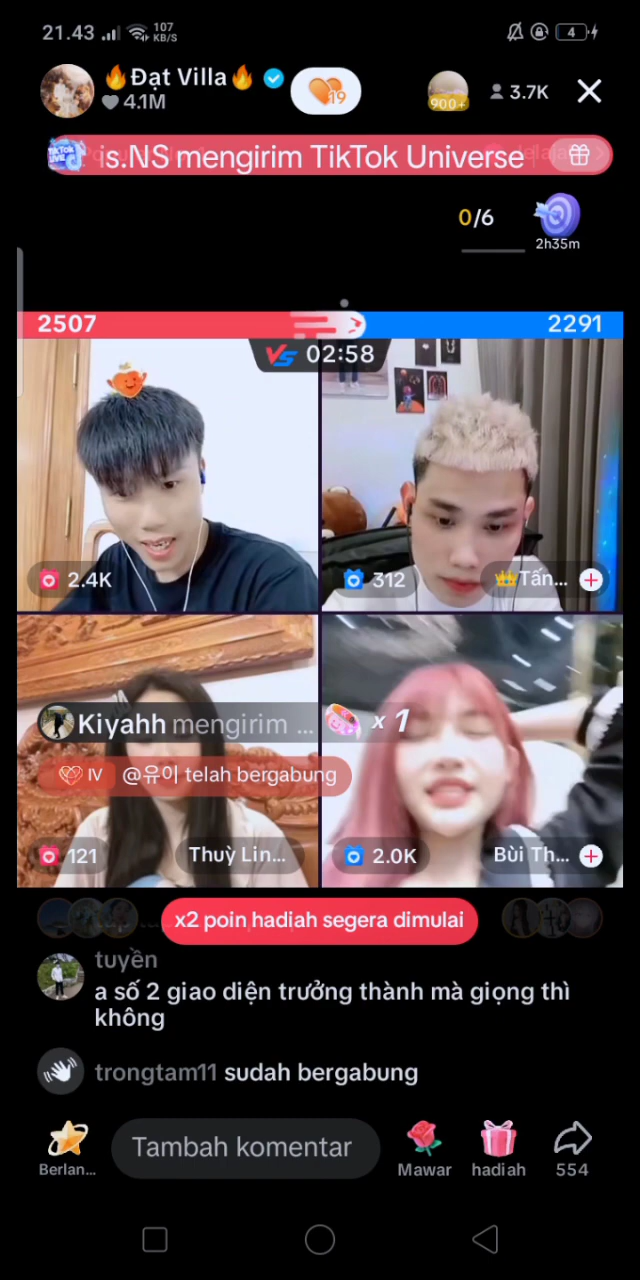 21.43
107
KB/S
4
🔥Đạt Villa🔥
4.1M
19
900+
3.7K
is.NS mengirim TikTok Universe
0/6
2h35m
2507
2291
VS 02:58
2.4K
312
👑Tấn...
Kiyahh mengirim ...
x 1
IV @유이 telah bergabung
121
Thuỳ Lin...
2.0K
Bùi Th...
x2 poin hadiah segera dimulai
tuyền
a số 2 giao diện trưởng thành mà giọng thì
không
trongtam11 sudah bergabung
Berlan...
Tambah komentar
Mawar
hadiah
554